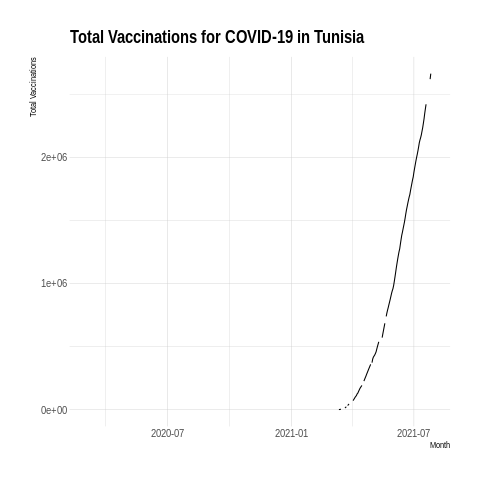 Total Vaccinations for COVID-19 in Tunisia
Total Vaccinations
2e+06
1e+06
0e+00
2020-07
2021-01
2021-07
Month